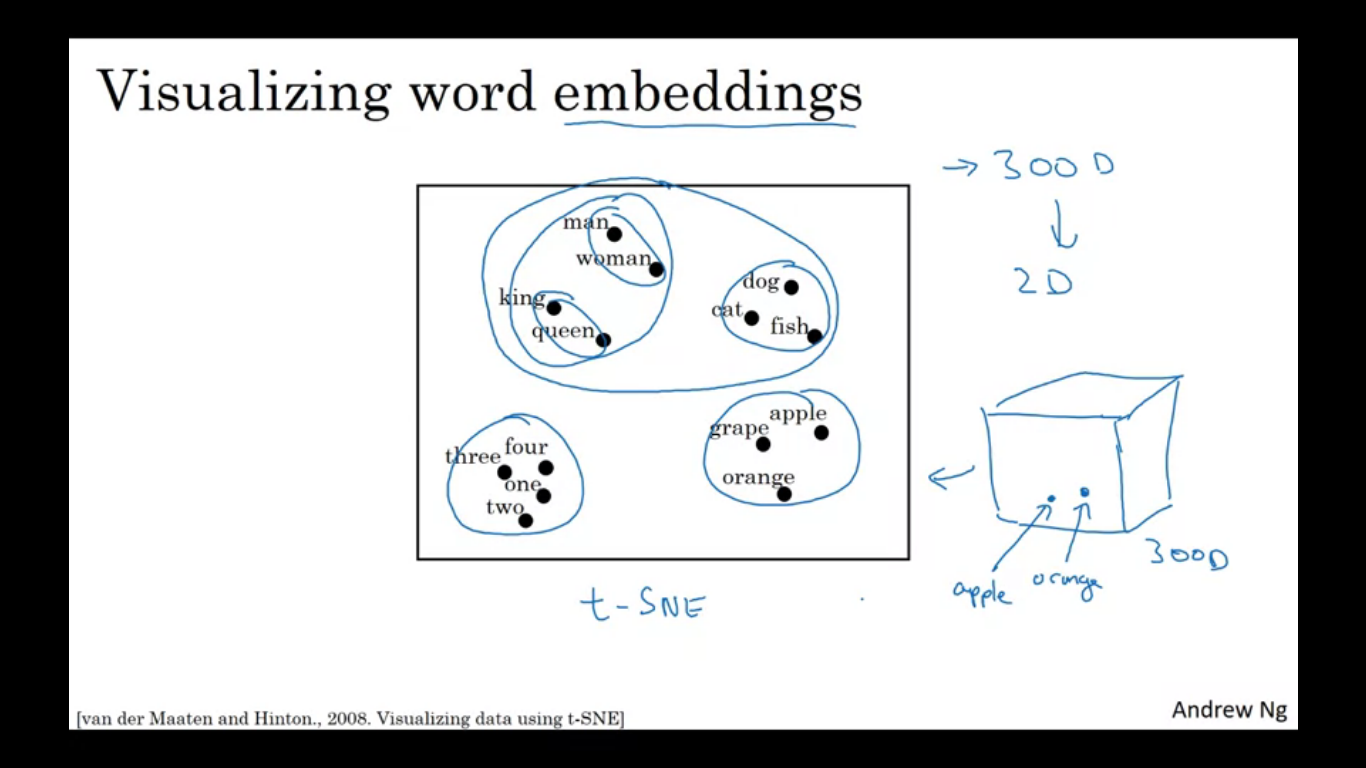 Visualizing word embeddings
→ 300 D
↓
2D
man
woman
king
queen
dog
cat
fish
apple
grape
orange
three four
one
two
300D
apple orange
t-SNE
[van der Maaten and Hinton., 2008. Visualizing data using t-SNE]
Andrew Ng